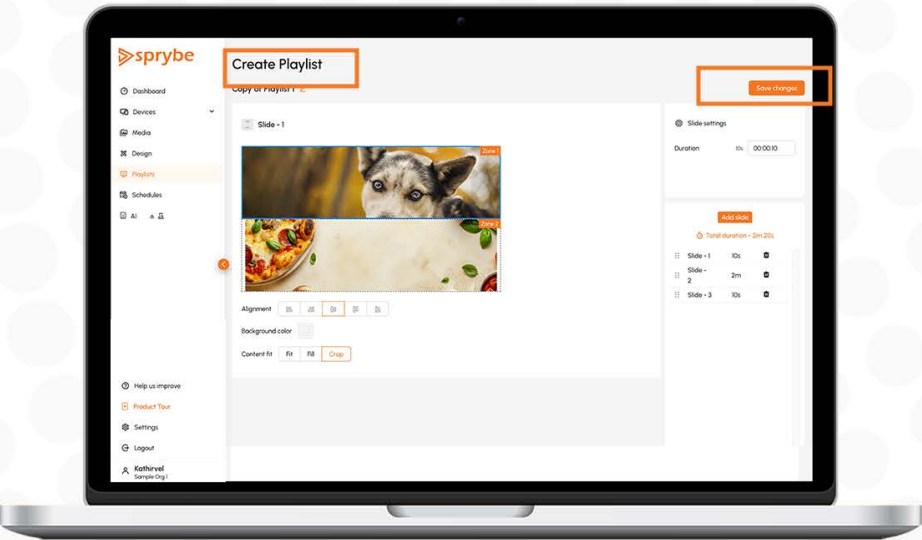 sprybe
Create Playlist
Copy of Playlist 1
Save changes
Dashboard
Devices
Media
Design
Playlists
Schedules
AI
Slide - 1
Zone 1
Zone 2
Alignment
Background color
Content fit
Fit
Fill
Crop
Slide settings
Duration
10s
00:00:10
Add slide
Total duration - 2m 20s
Slide - 1
10s
Slide -
2
2m
Slide - 3
10s
Help us improve
Product Tour
Settings
Logout
Kathirvel
Sample Org 1